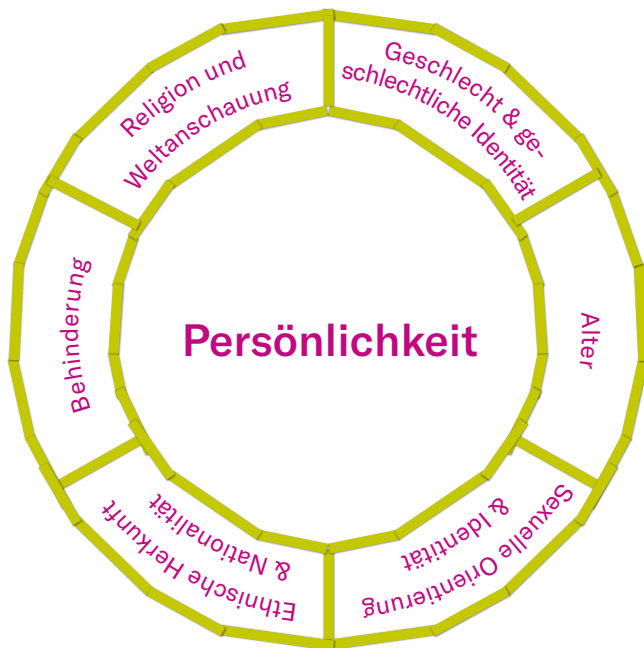 Persönlichkeit
Geschlecht & ge-
schlechtliche Identität
Alter
Sexuelle Orientierung
& Identität
Ethnische Herkunft
& Nationalität
Behinderung
Religion und
Weltanschauung